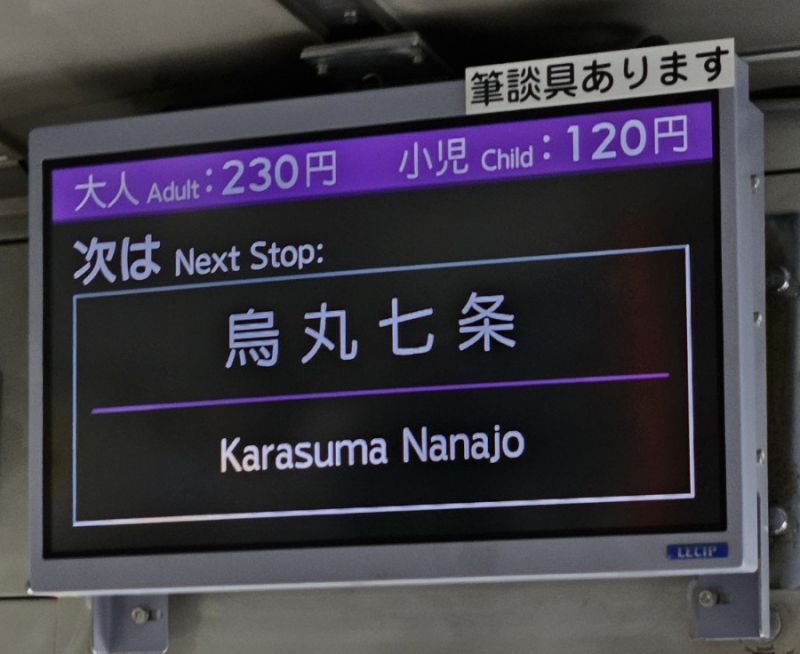 筆談具あります
大人 Adult：230円 小児 Child：120円
次は Next Stop:
烏丸七条
Karasuma Nanajo
LECIP